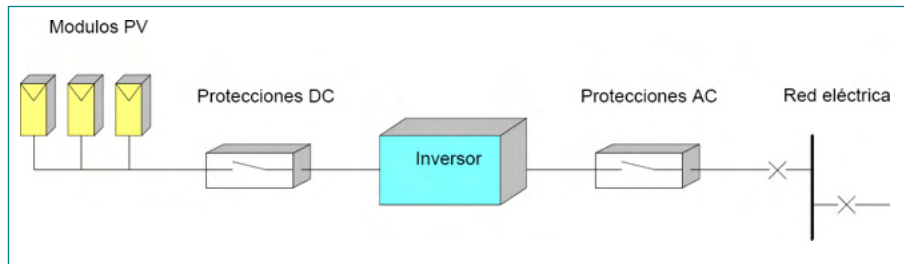 Modulos PV
Protecciones DC
Inversor
Protecciones AC
Red eléctrica